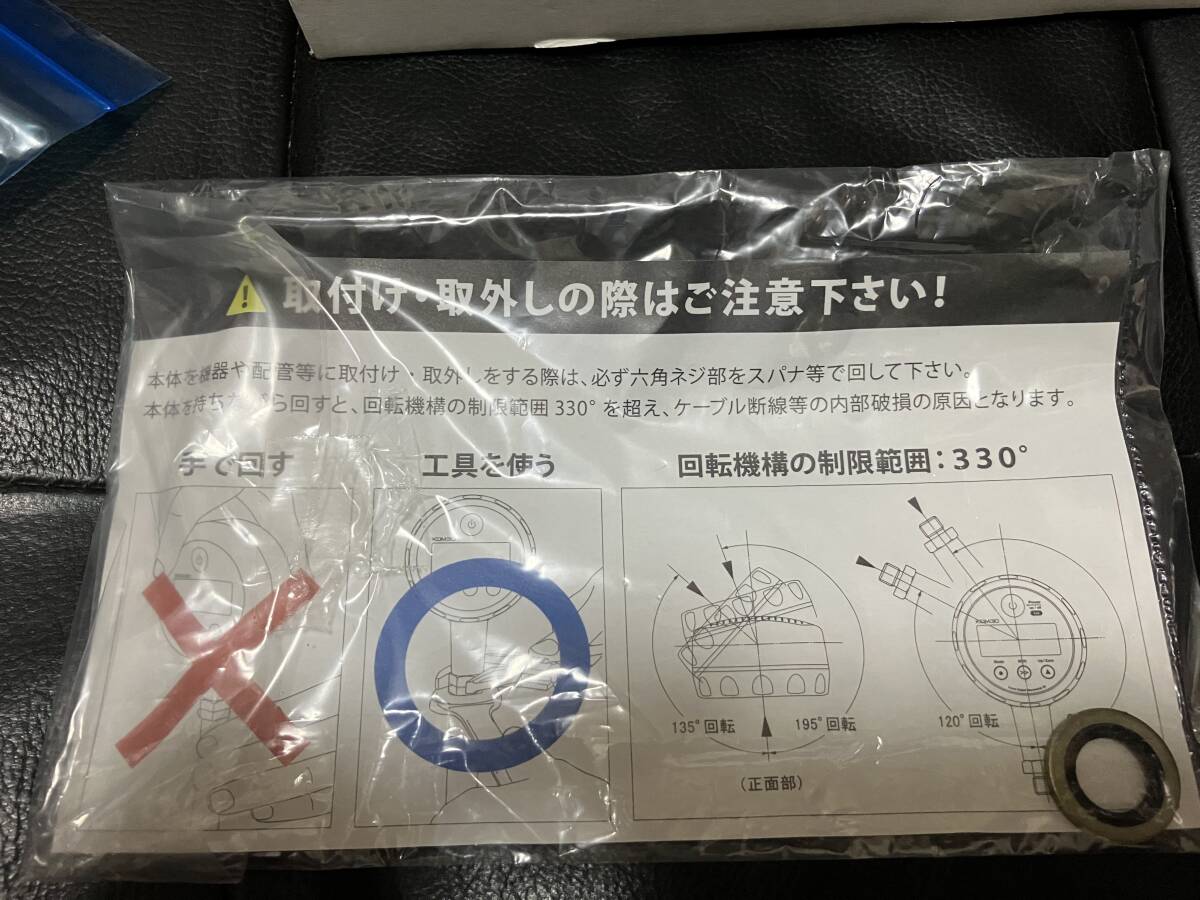 取付け・取外しの際はご注意下さい！
本体を機器や配管等に取付け・取外しをする際は、必ず六角ネジ部をスパナ等で回して下さい。
本体を持ちながら回すと、回転機構の制限範囲330°を超え、ケーブル断線等の内部破損の原因となります。
手で回す
工具を使う
回転機構の制限範囲：330°
135°回転
195°回転
120°回転
(正面部)